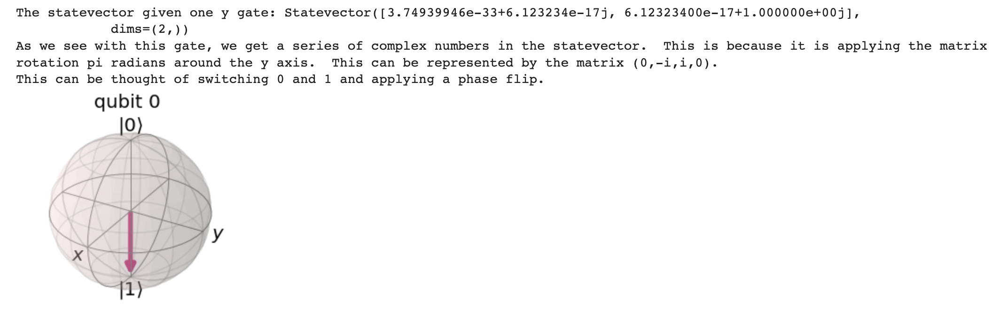 The statevector given one y gate: Statevector([3.74939946e-33+6.123234e-17j, 6.12323400e-17+1.000000e+00j],
dims=(2,))
As we see with this gate, we get a series of complex numbers in the statevector.  This is because it is applying the matrix
rotation pi radians around the y axis.  This can be represented by the matrix (0,-i,i,0).
This can be thought of switching 0 and 1 and applying a phase flip.
qubit 0
|0⟩
y
x
|1⟩